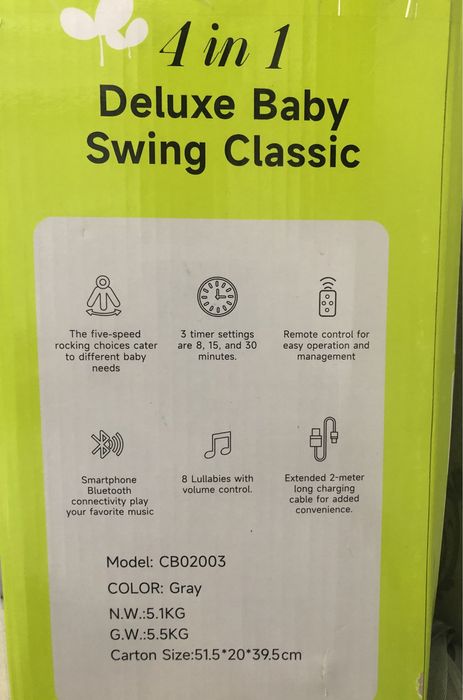 4 in 1
Deluxe Baby
Swing Classic
The five-speed
rocking choices cater
to different baby
needs
3 timer settings
are 8, 15, and 30
minutes.
Remote control for
easy operation and
management
Smartphone
Bluetooth
connectivity play
your favorite music
8 Lullabies with
volume control.
Extended 2-meter
long charging
cable for added
convenience.
Model: CB02003
COLOR: Gray
N.W.:5.1KG
G.W.:5.5KG
Carton Size:51.5*20*39.5cm